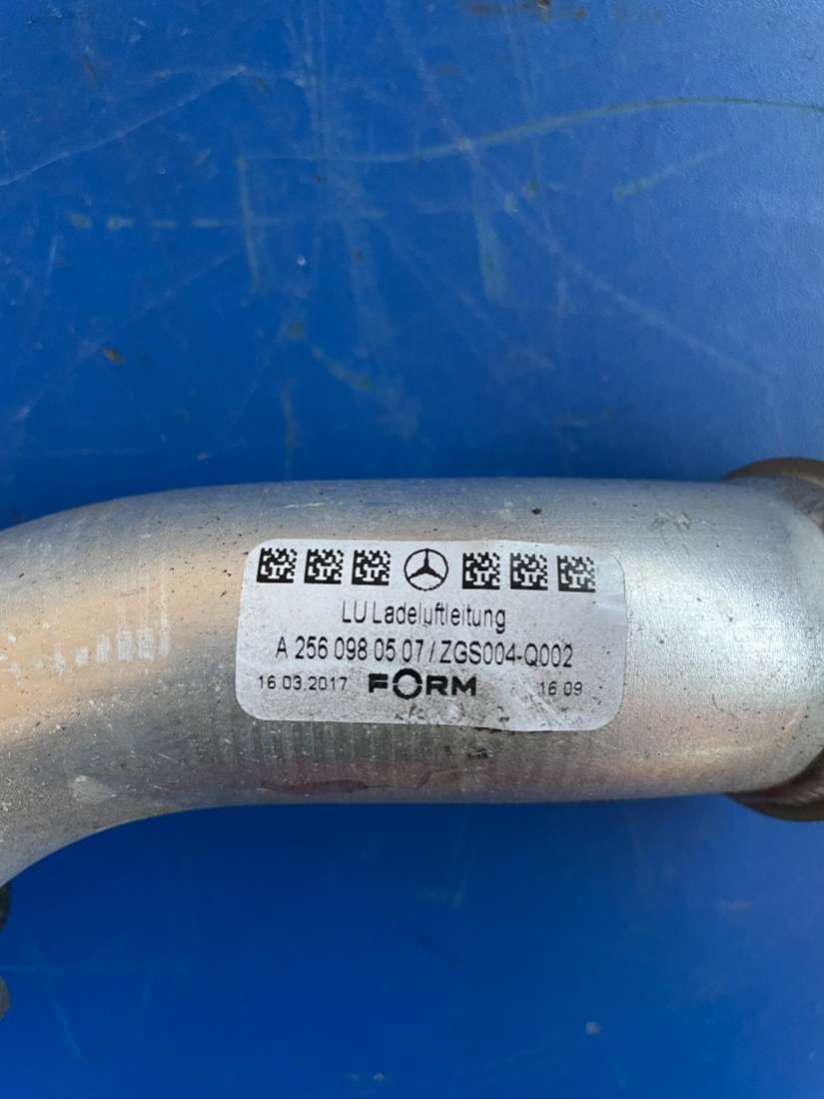 LU Ladeluftleitung
A 256 098 05 07 / ZGS004-Q002
16.03.2017 FORM 16:09